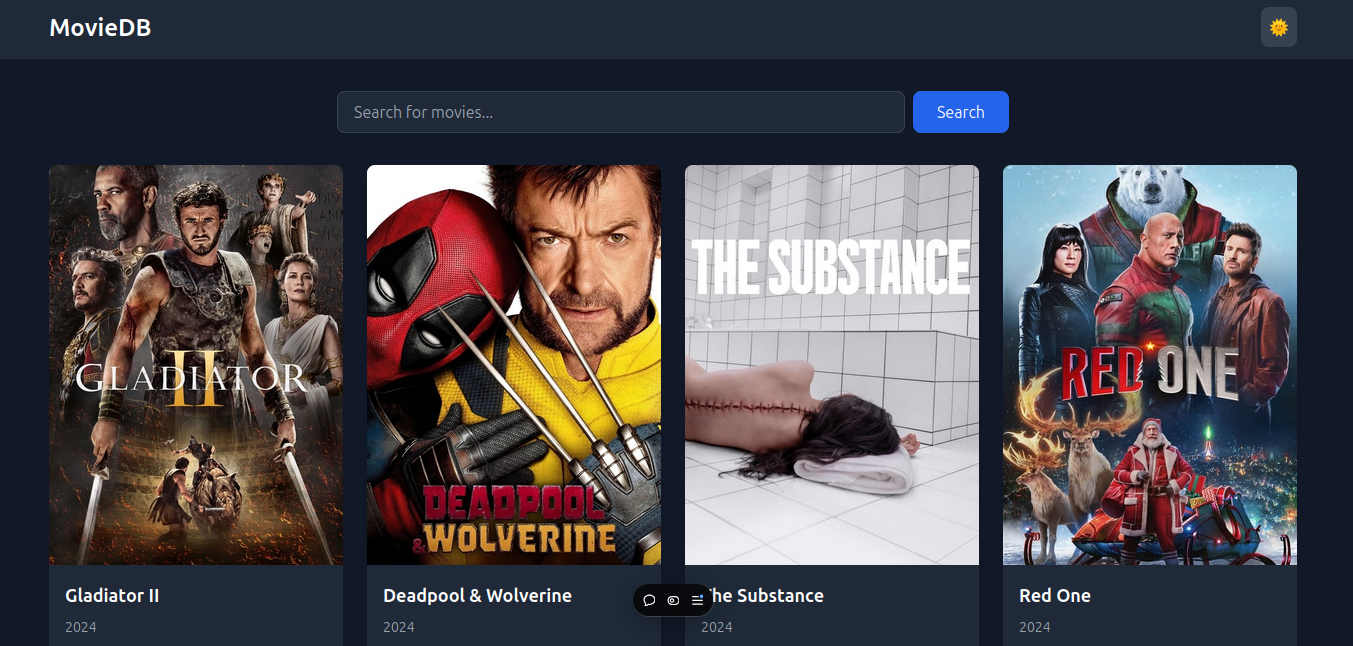 MovieDB
Search for movies...
Search
II
GLADIATOR
DEADPOOL
& WOLVERINE
THE SUBSTANCE
RED ONE
Gladiator II
Deadpool & Wolverine
The Substance
Red One
2024
2024
2024
2024